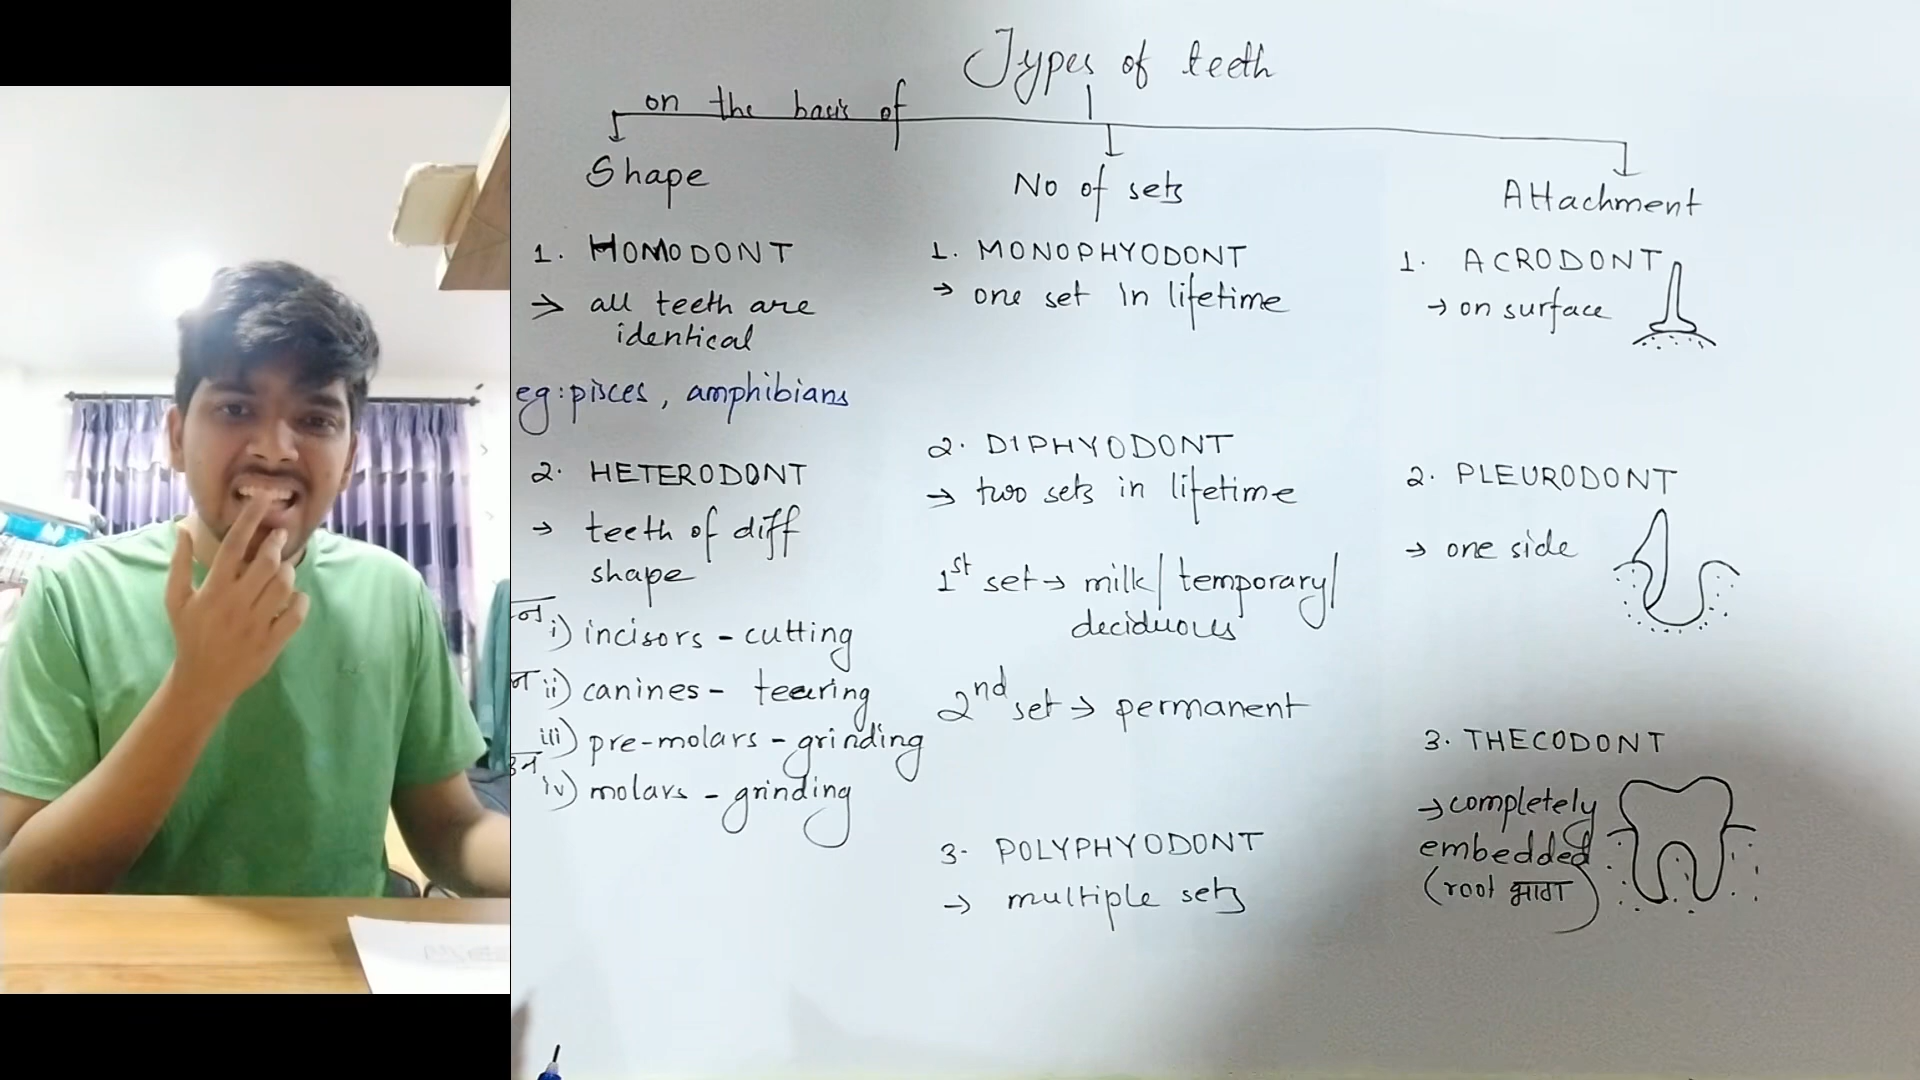 Types of teeth
on the basis of
Shape
1. HOMODONT
→ all teeth are
identical
eg: pisces, amphibians
2. HETERODONT
→ teeth of diff
shape
i) incisors - cutting
ii) canines - tearing
iii) pre-molars - grinding
iv) molars - grinding
No of sets
1. MONOPHYODONT
→ one set in lifetime
2. DIPHYODONT
→ two sets in lifetime
1st set → milk/temporary/
deciduous
2nd set → permanent
3. POLYPHYODONT
→ multiple sets
Attachment
1. ACRODONT
→ on surface
2. PLEURODONT
→ one side
3. THECODONT
→ completely
embedded
(root भाग)